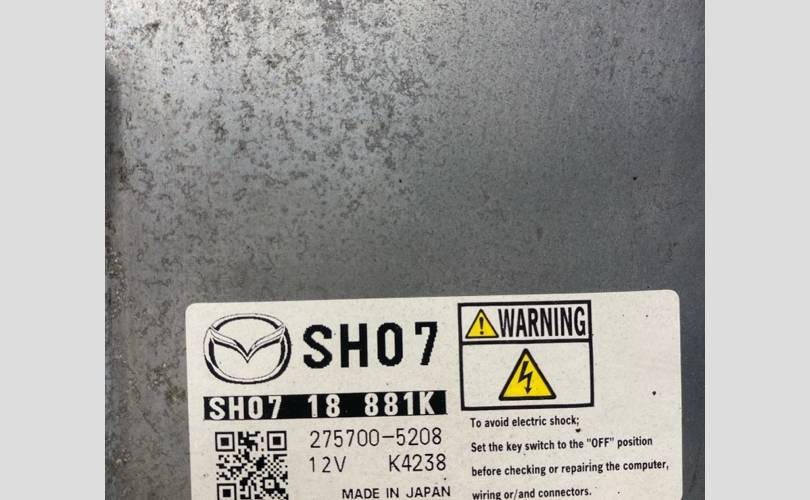 SH07
SH07 18 881K
275700-5208
12V K4238
MADE IN JAPAN
WARNING
To avoid electric shock;
Set the key switch to the "OFF" position
before checking or repairing the computer,
wiring or/and connectors.